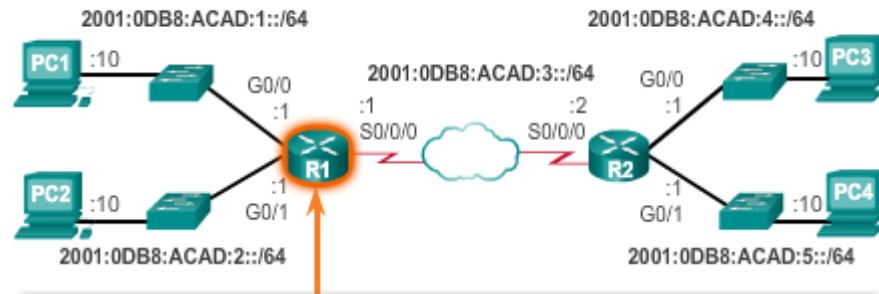 2001:0DB8:ACAD:1::/64
2001:0DB8:ACAD:4::/64
PC1
:10
G0/0
:1
2001:0DB8:ACAD:3::/64
:1
S0/0/0
:2
S0/0/0
G0/0
:1
:10
PC3
R1
R2
PC2
:10
:1
G0/1
:1
G0/1
:10
PC4
2001:0DB8:ACAD:2::/64
2001:0DB8:ACAD:5::/64